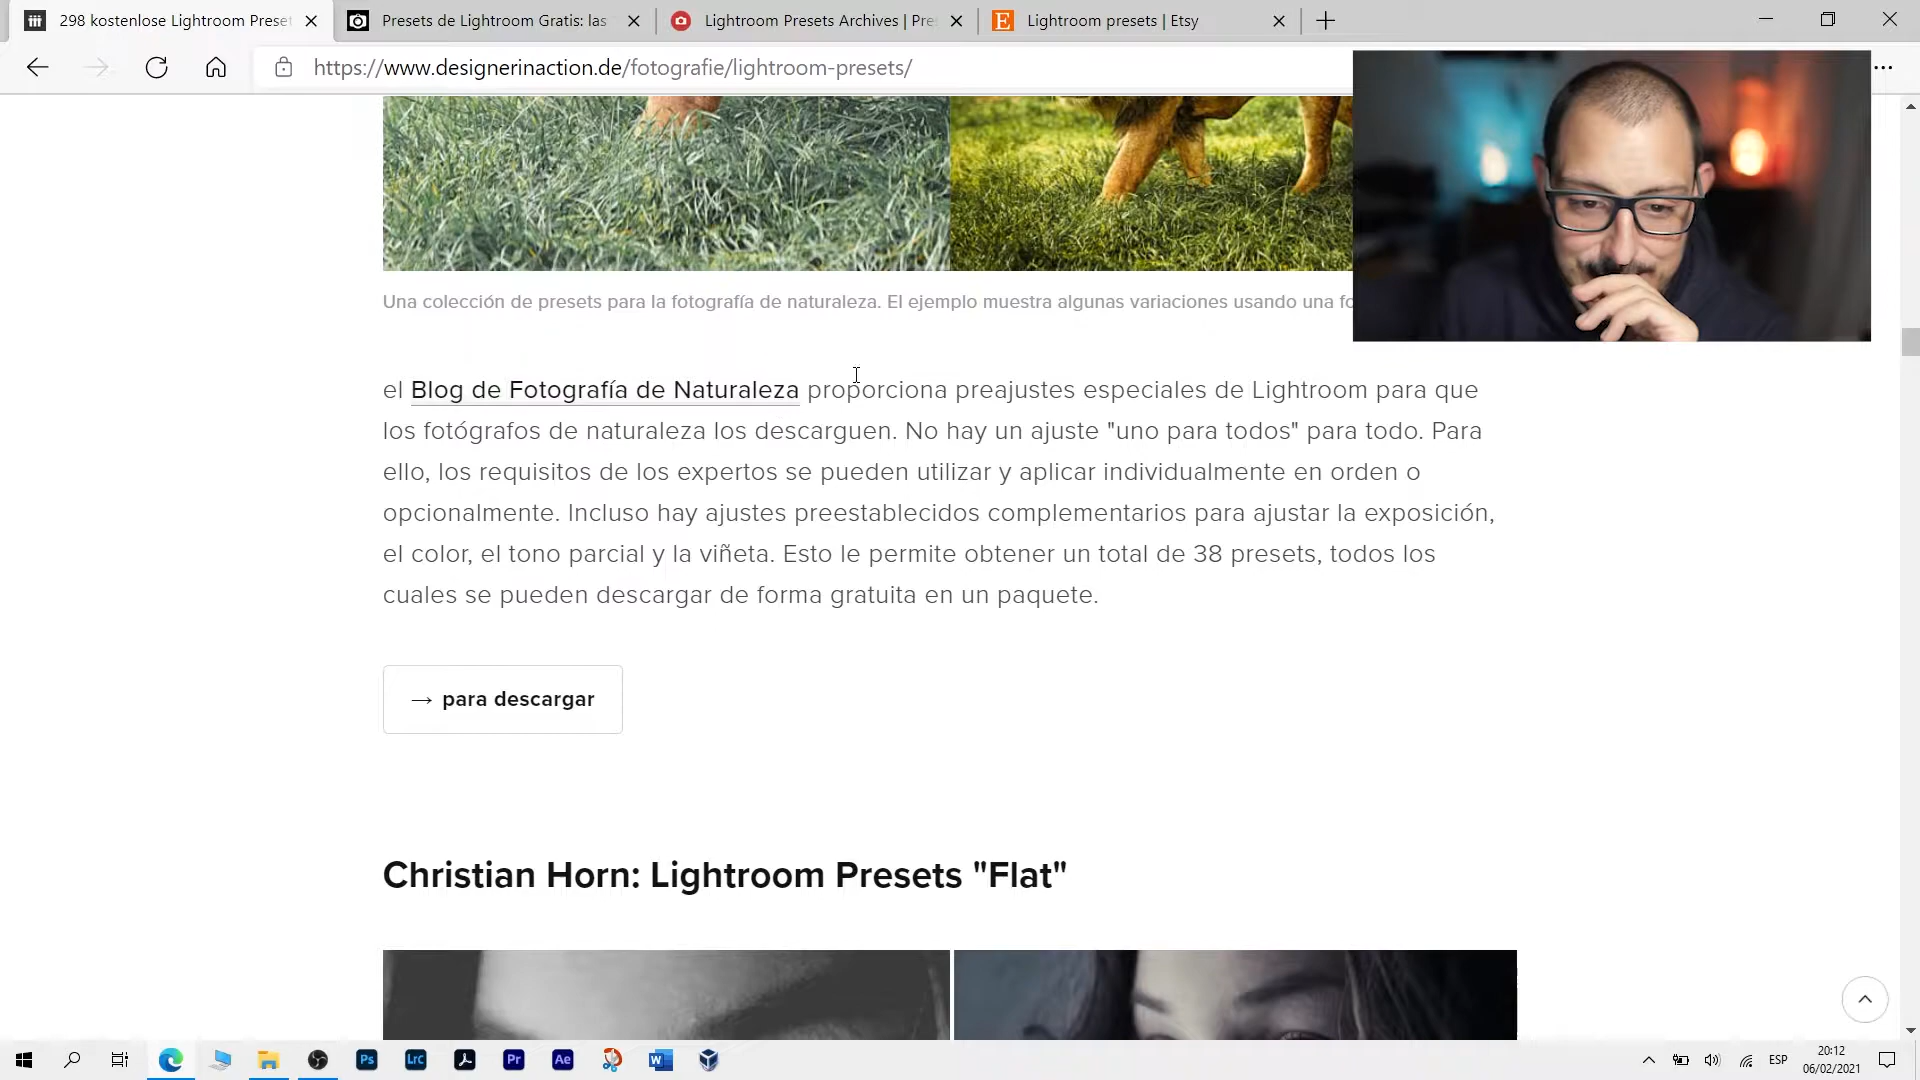 298 kostenlose Lightroom Preset
Presets de Lightroom Gratis: las
Lightroom Presets Archives | Pre
Lightroom presets | Etsy
https://www.designerinaction.de/fotografie/lightroom-presets/
Una colección de presets para la fotografía de naturaleza. El ejemplo muestra algunas variaciones usando una fo
el Blog de Fotografía de Naturaleza proporciona preajustes especiales de Lightroom para que
los fotógrafos de naturaleza los descarguen. No hay un ajuste "uno para todos" para todo. Para
ello, los requisitos de los expertos se pueden utilizar y aplicar individualmente en orden o
opcionalmente. Incluso hay ajustes preestablecidos complementarios para ajustar la exposición,
el color, el tono parcial y la viñeta. Esto le permite obtener un total de 38 presets, todos los
cuales se pueden descargar de forma gratuita en un paquete.
→ para descargar
Christian Horn: Lightroom Presets "Flat"
Ps
Lrc
Pr
Ae
W
ESP
20:12
06/02/2021